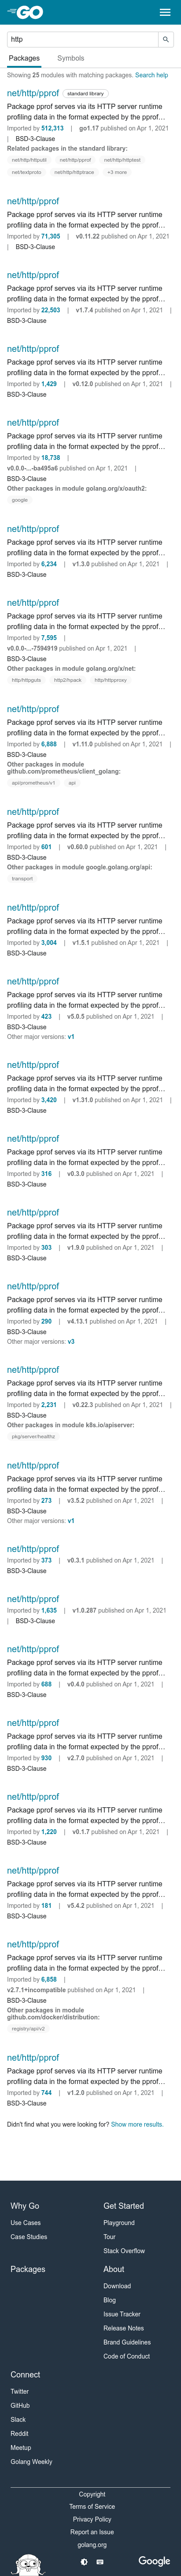 GO
http
Packages Symbols
Showing 25 modules with matching packages. Search help
net/http/pprof standard library
Package pprof serves via its HTTP server runtime
profiling data in the format expected by the pprof…
Imported by 512,313 | go1.17 published on Apr 1, 2021
| BSD-3-Clause
Related packages in the standard library:
net/http/httputil net/http/pprof net/http/httptest
net/textproto net/http/httptrace +3 more
net/http/pprof
Package pprof serves via its HTTP server runtime
profiling data in the format expected by the pprof…
Imported by 71,305 | v0.11.22 published on Apr 1, 2021
| BSD-3-Clause
net/http/pprof
Package pprof serves via its HTTP server runtime
profiling data in the format expected by the pprof…
Imported by 22,503 | v1.7.4 published on Apr 1, 2021 |
BSD-3-Clause
net/http/pprof
Package pprof serves via its HTTP server runtime
profiling data in the format expected by the pprof…
Imported by 1,429 | v0.12.0 published on Apr 1, 2021 |
BSD-3-Clause
net/http/pprof
Package pprof serves via its HTTP server runtime
profiling data in the format expected by the pprof…
Imported by 18,738 |
v0.0.0-...-ba495a6 published on Apr 1, 2021 |
BSD-3-Clause
Other packages in module golang.org/x/oauth2:
google
net/http/pprof
Package pprof serves via its HTTP server runtime
profiling data in the format expected by the pprof…
Imported by 6,234 | v1.3.0 published on Apr 1, 2021 |
BSD-3-Clause
net/http/pprof
Package pprof serves via its HTTP server runtime
profiling data in the format expected by the pprof…
Imported by 7,595 |
v0.0.0-...-7594919 published on Apr 1, 2021 |
BSD-3-Clause
Other packages in module golang.org/x/net:
http/httpguts http2/hpack http/httpproxy
net/http/pprof
Package pprof serves via its HTTP server runtime
profiling data in the format expected by the pprof…
Imported by 6,888 | v1.11.0 published on Apr 1, 2021 |
BSD-3-Clause
Other packages in module
github.com/prometheus/client_golang:
api/prometheus/v1 api
net/http/pprof
Package pprof serves via its HTTP server runtime
profiling data in the format expected by the pprof…
Imported by 601 | v0.60.0 published on Apr 1, 2021 |
BSD-3-Clause
Other packages in module google.golang.org/api:
transport
net/http/pprof
Package pprof serves via its HTTP server runtime
profiling data in the format expected by the pprof…
Imported by 3,004 | v1.5.1 published on Apr 1, 2021 |
BSD-3-Clause
net/http/pprof
Package pprof serves via its HTTP server runtime
profiling data in the format expected by the pprof…
Imported by 423 | v5.0.5 published on Apr 1, 2021 |
BSD-3-Clause
Other major versions: v1
net/http/pprof
Package pprof serves via its HTTP server runtime
profiling data in the format expected by the pprof…
Imported by 3,420 | v1.31.0 published on Apr 1, 2021 |
BSD-3-Clause
net/http/pprof
Package pprof serves via its HTTP server runtime
profiling data in the format expected by the pprof…
Imported by 316 | v0.3.0 published on Apr 1, 2021 |
BSD-3-Clause
net/http/pprof
Package pprof serves via its HTTP server runtime
profiling data in the format expected by the pprof…
Imported by 303 | v1.9.0 published on Apr 1, 2021 |
BSD-3-Clause
net/http/pprof
Package pprof serves via its HTTP server runtime
profiling data in the format expected by the pprof…
Imported by 290 | v4.13.1 published on Apr 1, 2021 |
BSD-3-Clause
Other major versions: v3
net/http/pprof
Package pprof serves via its HTTP server runtime
profiling data in the format expected by the pprof…
Imported by 2,231 | v0.22.3 published on Apr 1, 2021 |
BSD-3-Clause
Other packages in module k8s.io/apiserver:
pkg/server/healthz
net/http/pprof
Package pprof serves via its HTTP server runtime
profiling data in the format expected by the pprof…
Imported by 273 | v3.5.2 published on Apr 1, 2021 |
BSD-3-Clause
Other major versions: v1
net/http/pprof
Imported by 373 | v0.3.1 published on Apr 1, 2021 |
BSD-3-Clause
net/http/pprof
Imported by 1,635 | v1.0.287 published on Apr 1, 2021
| BSD-3-Clause
net/http/pprof
Package pprof serves via its HTTP server runtime
profiling data in the format expected by the pprof…
Imported by 688 | v0.4.0 published on Apr 1, 2021 |
BSD-3-Clause
net/http/pprof
Package pprof serves via its HTTP server runtime
profiling data in the format expected by the pprof…
Imported by 930 | v2.7.0 published on Apr 1, 2021 |
BSD-3-Clause
net/http/pprof
Package pprof serves via its HTTP server runtime
profiling data in the format expected by the pprof…
Imported by 1,220 | v0.1.7 published on Apr 1, 2021 |
BSD-3-Clause
net/http/pprof
Package pprof serves via its HTTP server runtime
profiling data in the format expected by the pprof…
Imported by 181 | v5.4.2 published on Apr 1, 2021 |
BSD-3-Clause
net/http/pprof
Package pprof serves via its HTTP server runtime
profiling data in the format expected by the pprof…
Imported by 6,858 |
v2.7.1+incompatible published on Apr 1, 2021 |
BSD-3-Clause
Other packages in module
github.com/docker/distribution:
registry/api/v2
net/http/pprof
Package pprof serves via its HTTP server runtime
profiling data in the format expected by the pprof…
Imported by 744 | v1.2.0 published on Apr 1, 2021 |
BSD-3-Clause
Didn't find what you were looking for? Show more results.
Why Go
Use Cases
Case Studies
Get Started
Playground
Tour
Stack Overflow
Packages
About
Download
Blog
Issue Tracker
Release Notes
Brand Guidelines
Code of Conduct
Connect
Twitter
GitHub
Slack
Reddit
Meetup
Golang Weekly
Copyright
Terms of Service
Privacy Policy
Report an Issue
golang.org
Google